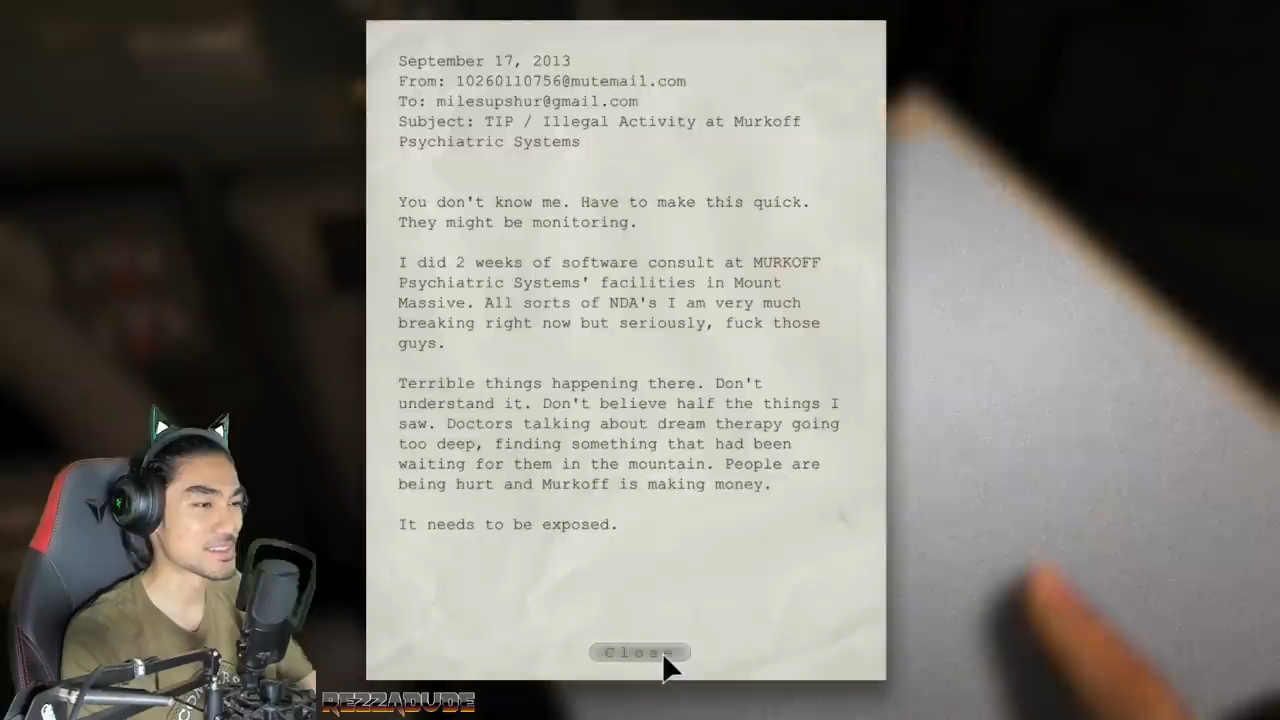 September 17, 2013
From: 10260110756@mutemail.com
To: milesupshur@gmail.com
Subject: TIP / Illegal Activity at Murkoff
Psychiatric Systems
You don't know me. Have to make this quick.
They might be monitoring.
I did 2 weeks of software consult at MURKOFF
Psychiatric Systems' facilities in Mount
Massive. All sorts of NDA's I am very much
breaking right now but seriously, fuck those
guys.
Terrible things happening there. Don't
understand it. Don't believe half the things I
saw. Doctors talking about dream therapy going
too deep, finding something that had been
waiting for them in the mountain. People are
being hurt and Murkoff is making money.
It needs to be exposed.
Close
REZZADUDE